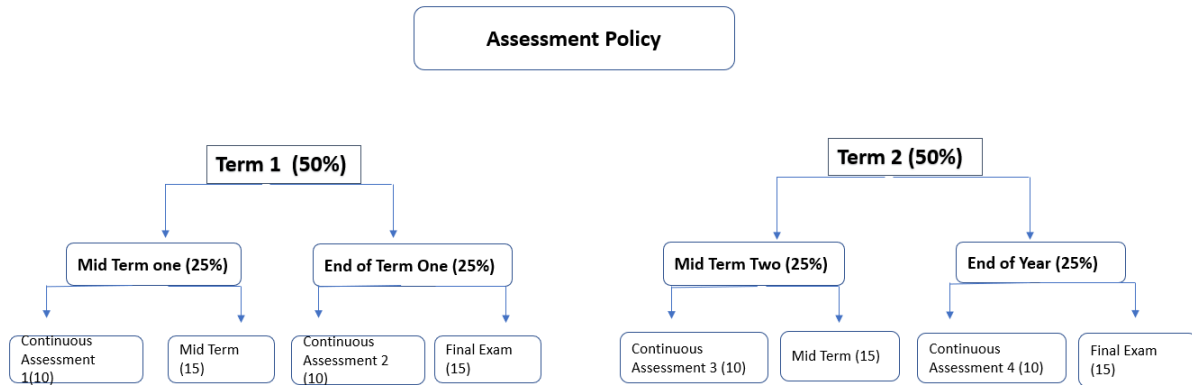 Assessment Policy
Term 1  (50%)
Term 2 (50%)
Mid Term one (25%)
End of Term One (25%)
Mid Term Two (25%)
End of Year (25%)
Continuous
Assessment
1(10)
Mid Term
(15)
Continuous
Assessment 2
(10)
Final Exam
(15)
Continuous
Assessment 3 (10)
Mid Term (15)
Continuous
Assessment 4 (10)
Final Exam
(15)